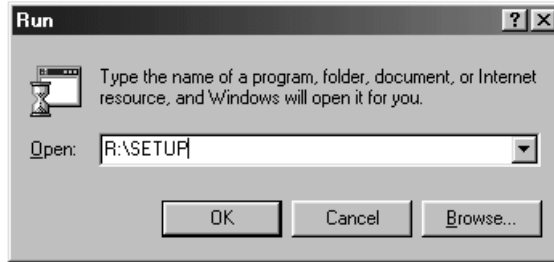 Run
Type the name of a program, folder, document, or Internet
resource, and Windows will open it for you.
Open: R:\SETUP
OK Cancel Browse...